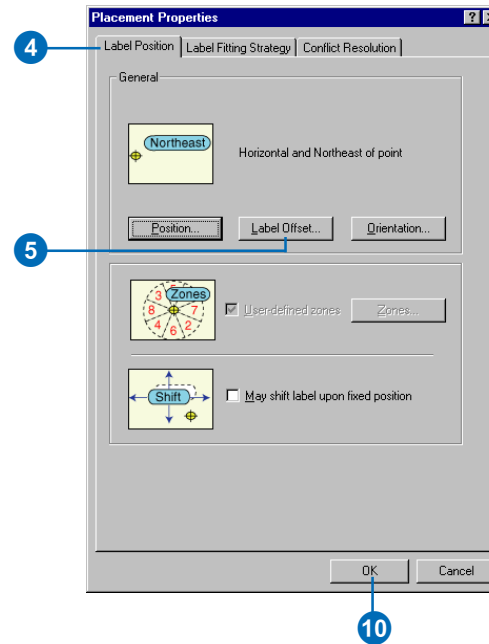 Placement Properties
4
Label Position
Label Fitting Strategy
Conflict Resolution
General
Northeast
Horizontal and Northeast of point
Position...
Label Offset...
Orientation...
5
Zones
3
7
8
4
6
2
User-defined zones
Zones...
Shift
May shift label upon fixed position
OK
Cancel
10